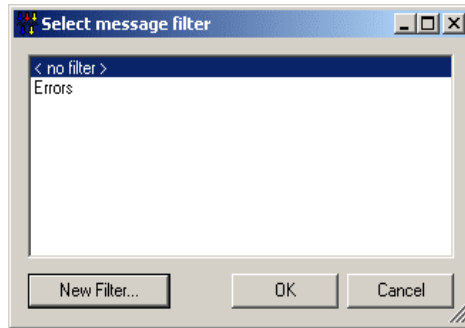 Select message filter
< no filter >
Errors
New Filter...
OK
Cancel